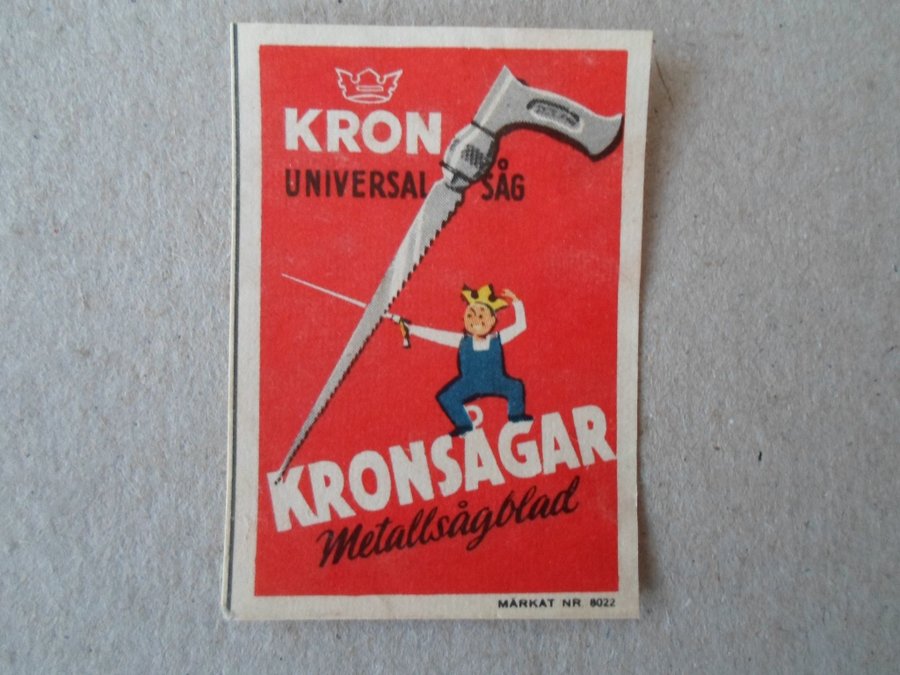 KRON
UNIVERSAL SÅG
KRONSÅGAR
Metallsågblad
MÄRKAT NR 8022